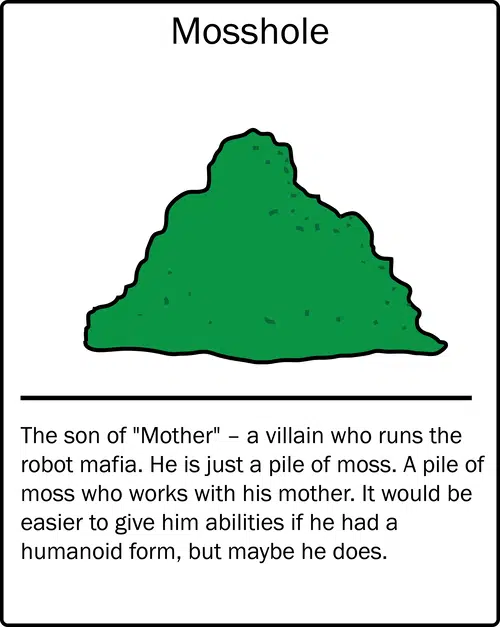 Mosshole
The son of "Mother" – a villain who runs the
robot mafia. He is just a pile of moss. A pile of
moss who works with his mother. It would be
easier to give him abilities if he had a
humanoid form, but maybe he does.